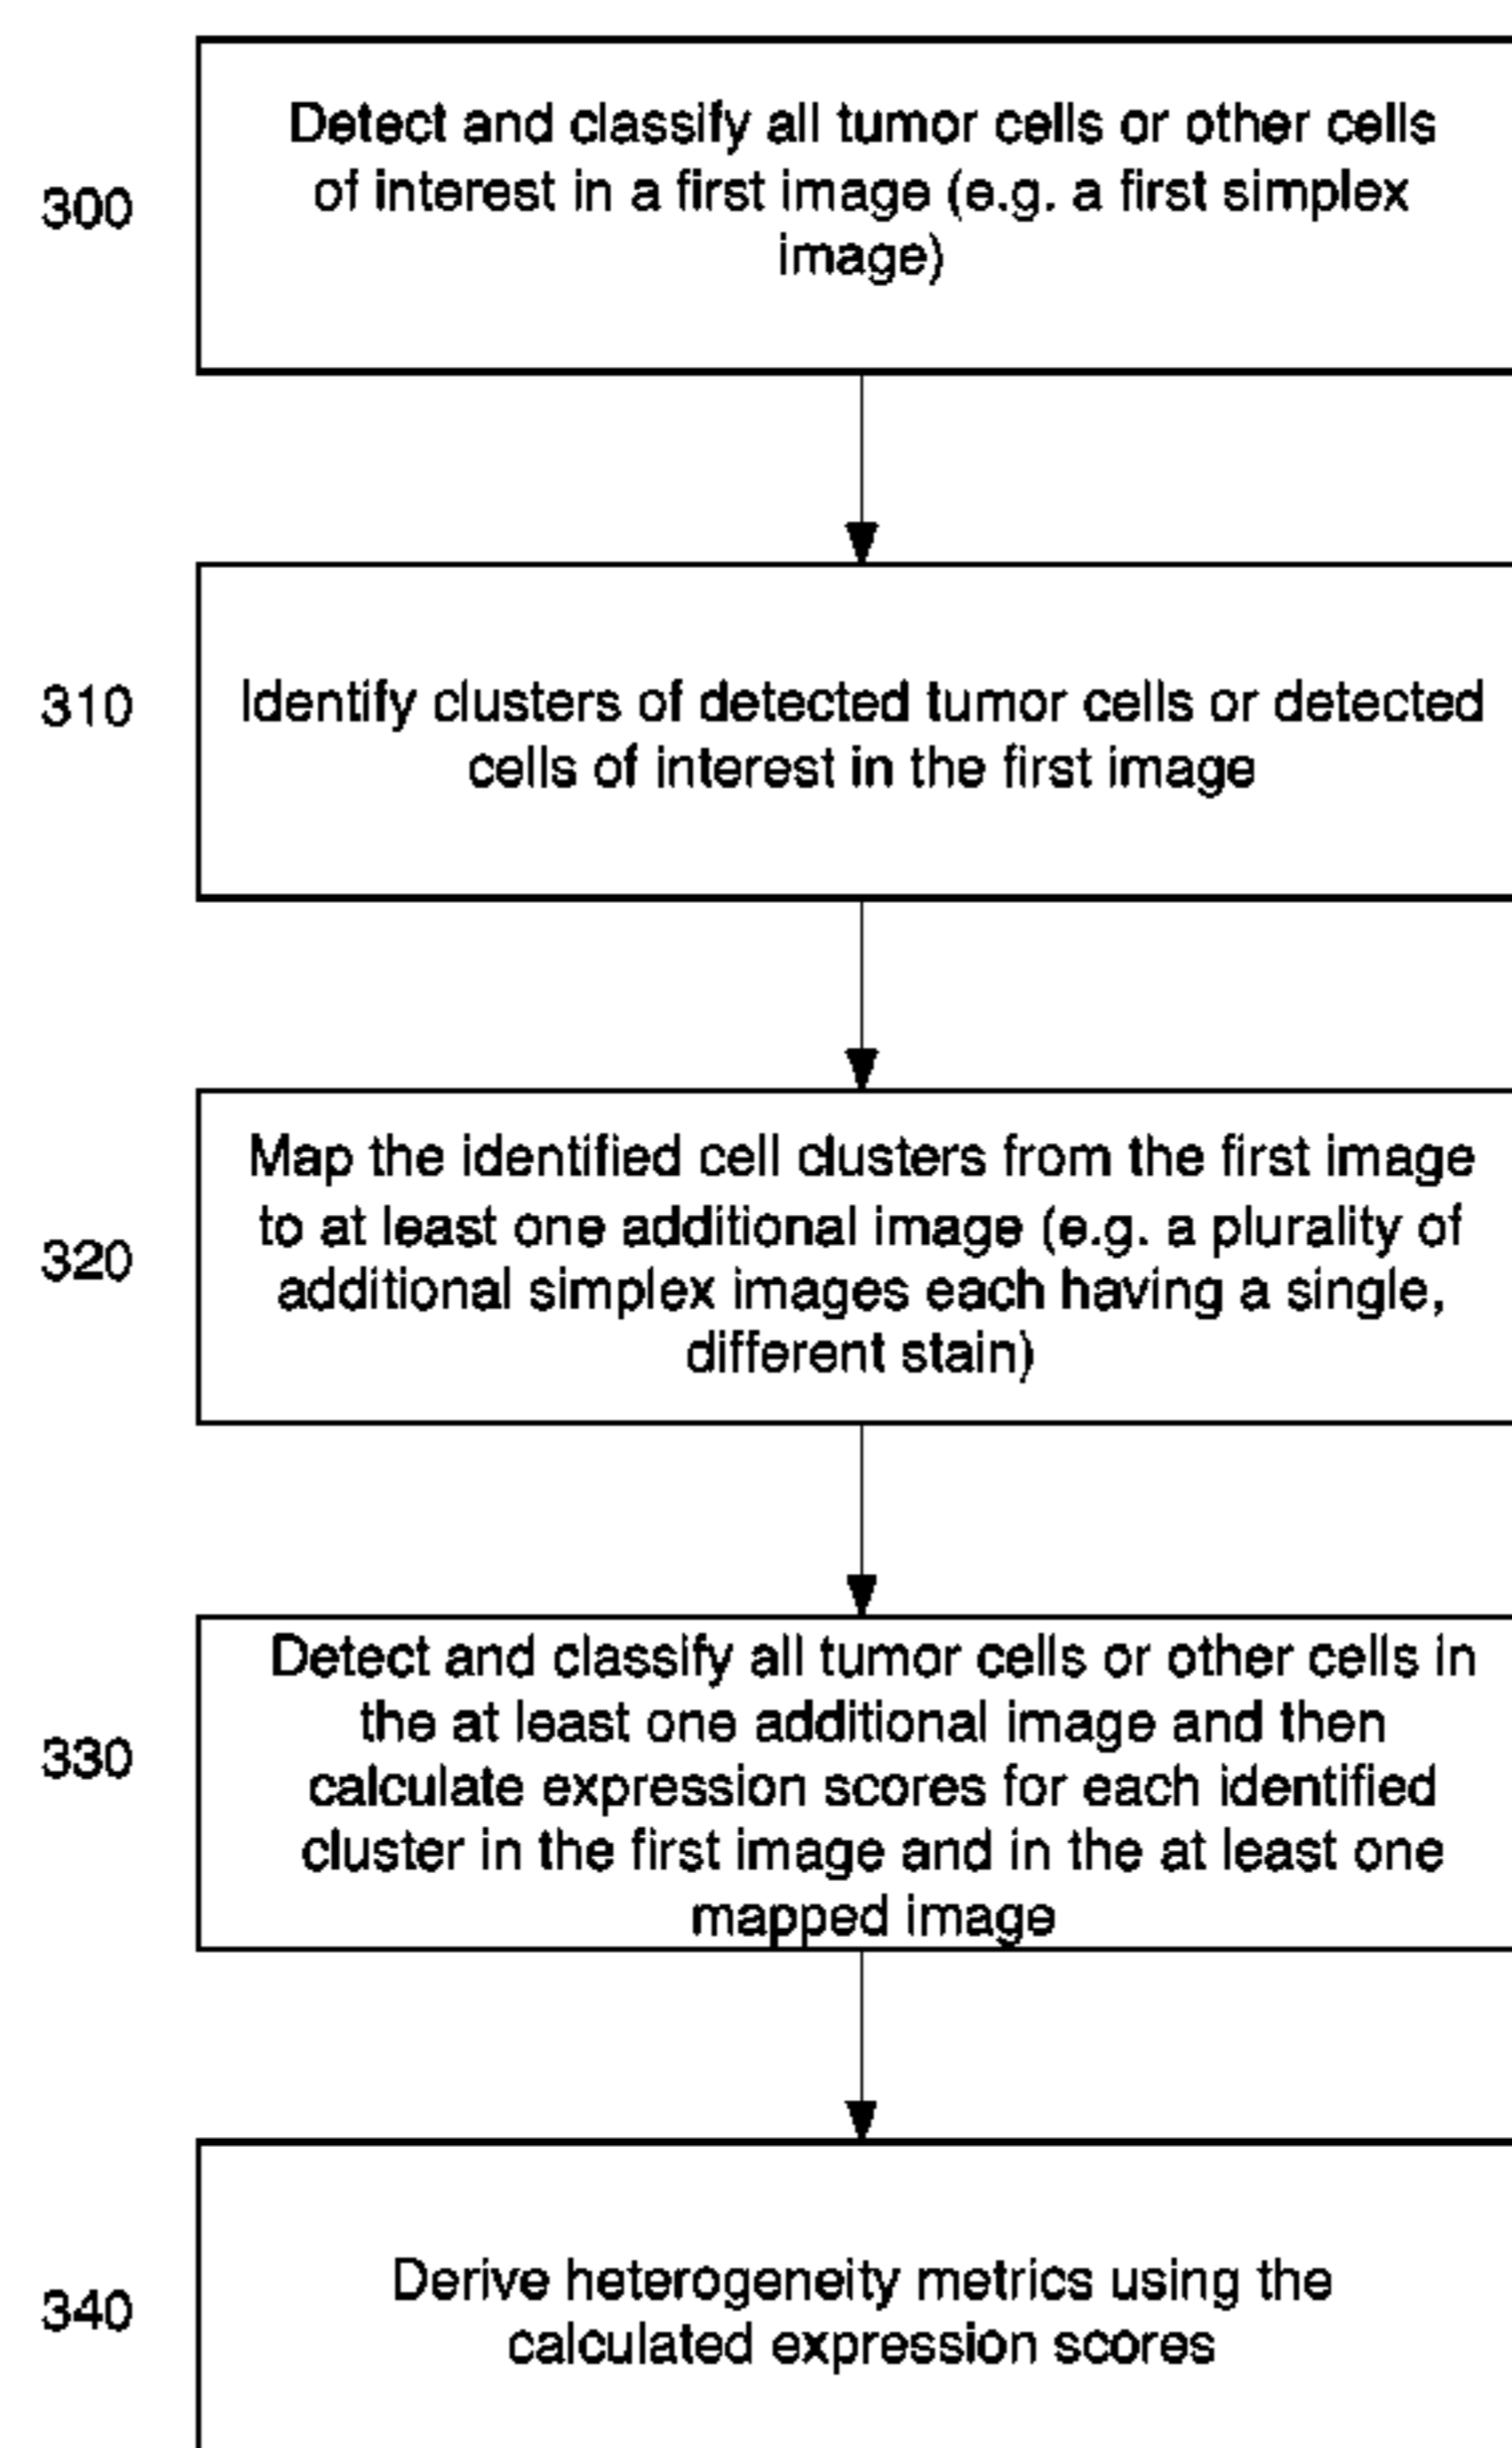 300
Detect and classify all tumor cells or other cells
of interest in a first image (e.g. a first simplex
image)
310
Identify clusters of detected tumor cells or detected
cells of interest in the first image
320
Map the identified cell clusters from the first image
to at least one additional image (e.g. a plurality of
additional simplex images each having a single,
different stain)
330
Detect and classify all tumor cells or other cells in
the at least one additional image and then
calculate expression scores for each identified
cluster in the first image and in the at least one
mapped image
340
Derive heterogeneity metrics using the
calculated expression scores